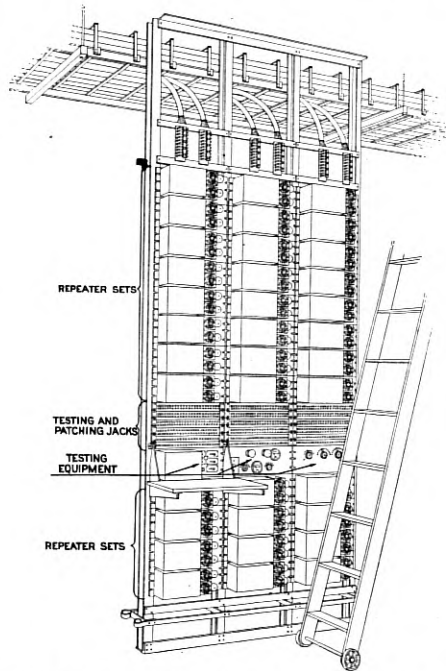 REPEATER SETS
TESTING AND
PATCHING JACKS
TESTING
EQUIPMENT
REPEATER SETS